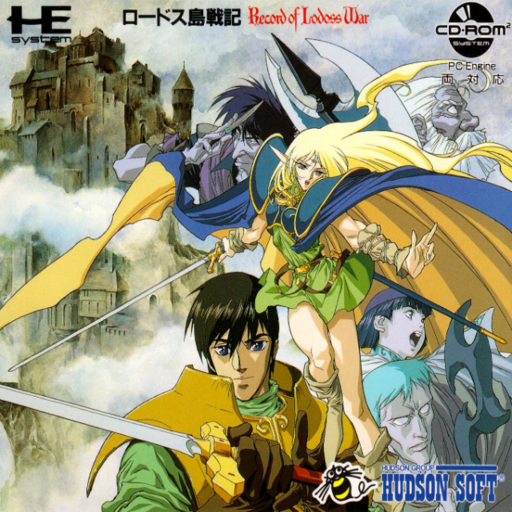 HE
system
ロードス島戦記 Record of Lodoss War
CD-ROM²
SYSTEM
PC Engine
両対応
HUDSON GROUP
HUDSON SOFT®